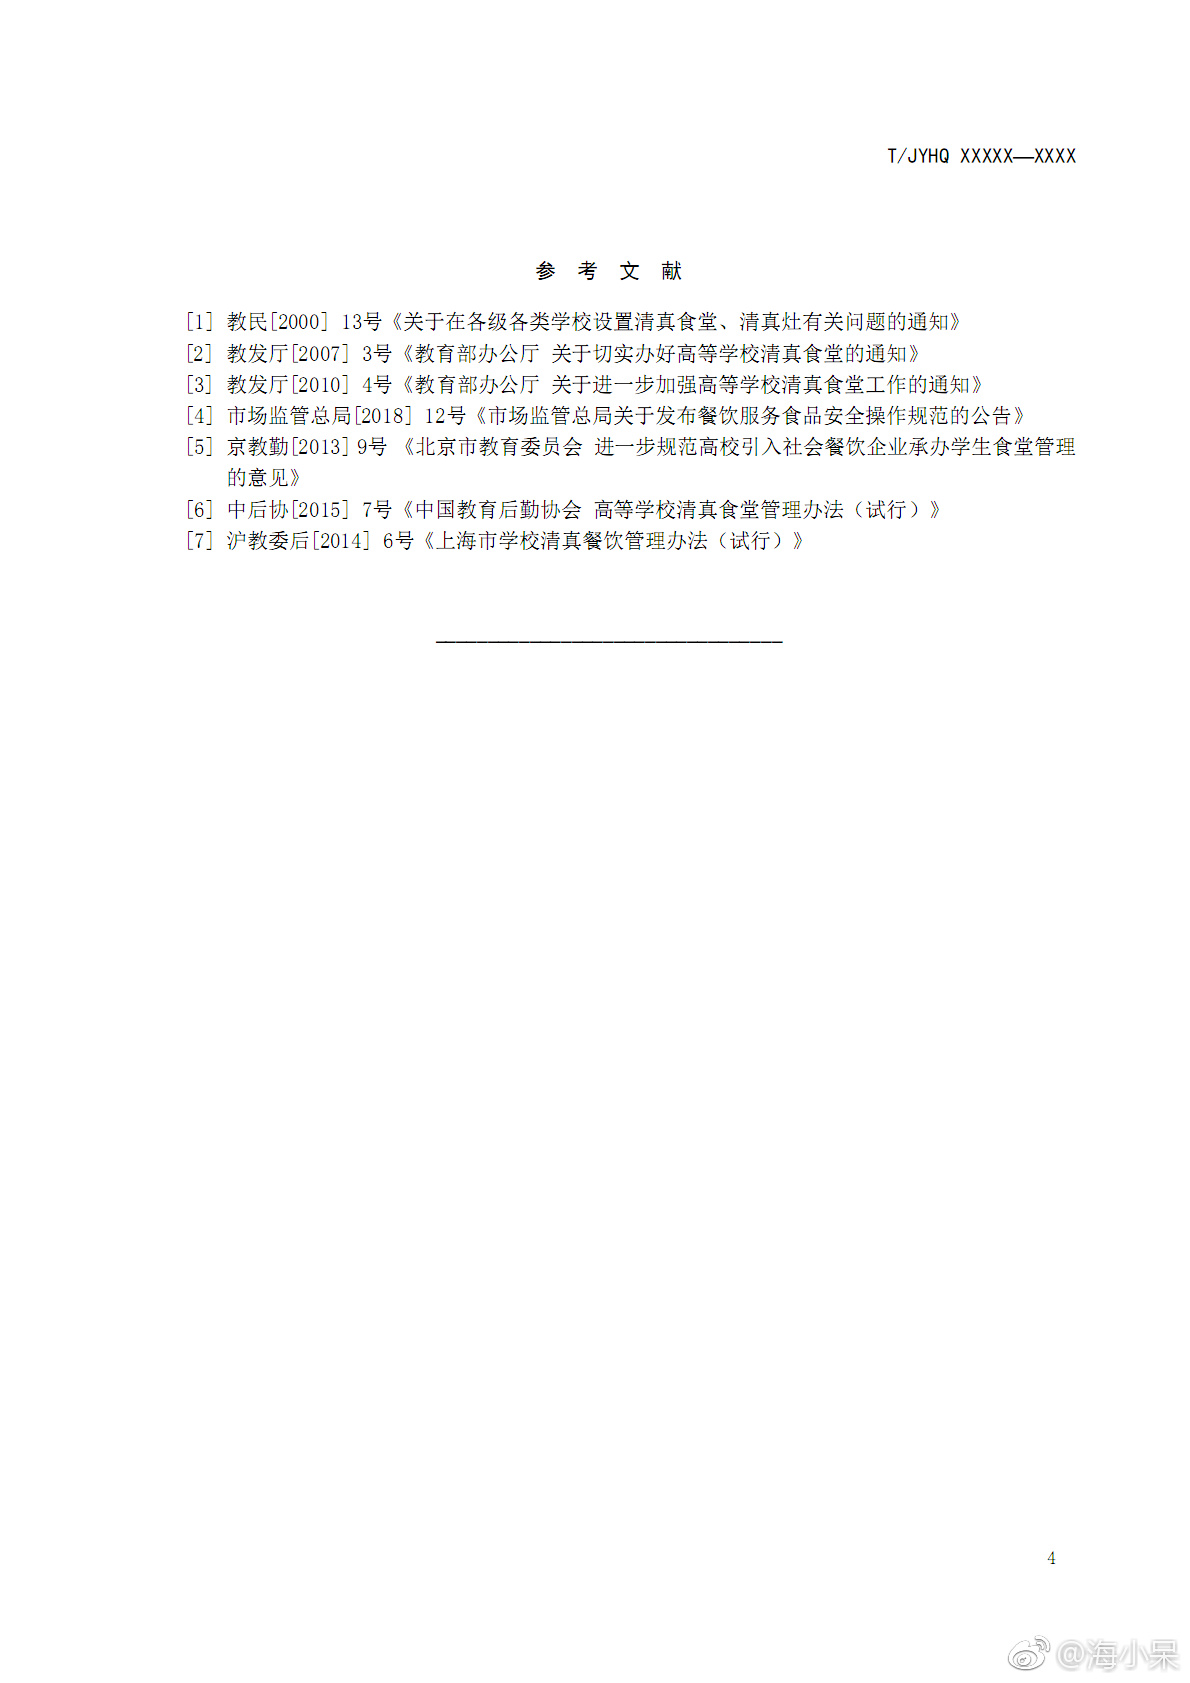 T/JYHQ XXXXX—XXXX
参 考 文 献
[1] 教民[2000] 13号《关于在各级各类学校设置清真食堂、清真灶有关问题的通知》
[2] 教发厅[2007] 3号《教育部办公厅 关于切实办好高等学校清真食堂的通知》
[3] 教发厅[2010] 4号《教育部办公厅 关于进一步加强高等学校清真食堂工作的通知》
[4] 市场监管总局[2018] 12号《市场监管总局关于发布餐饮服务食品安全操作规范的公告》
[5] 京教勤[2013] 9号 《北京市教育委员会 进一步规范高校引入社会餐饮企业承办学生食堂管理
的意见》
[6] 中后协[2015] 7号《中国教育后勤协会 高等学校清真食堂管理办法（试行）》
[7] 沪教委后[2014] 6号《上海市学校清真餐饮管理办法（试行）》
4
@海小呆